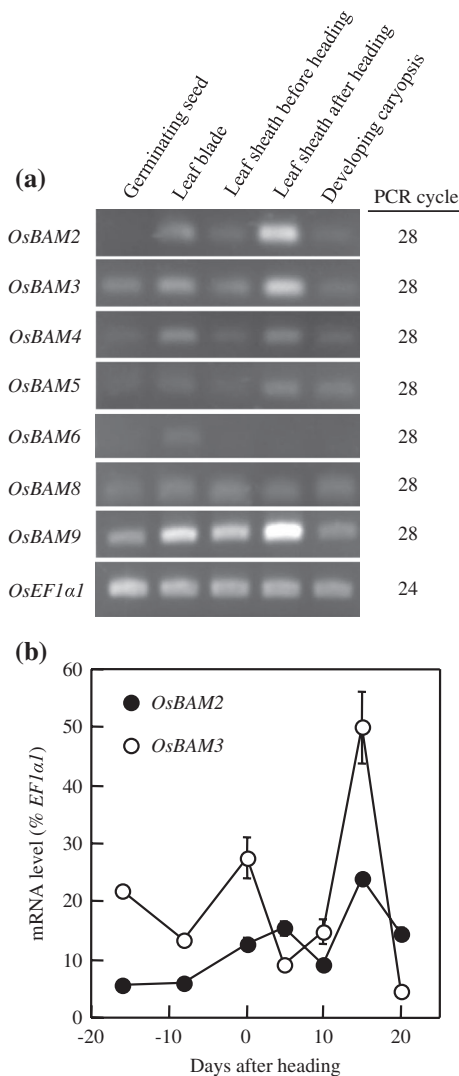 Germinating seed
Leaf blade
Leaf sheath before heading
Leaf sheath after heading
Developing caryopsis
(a)
PCR cycle
OsBAM2 28
OsBAM3 28
OsBAM4 28
OsBAM5 28
OsBAM6 28
OsBAM8 28
OsBAM9 28
OsEF1α1 24
(b)
mRNA level (% EF1α1)
60
50
40
30
20
10
0
OsBAM2
OsBAM3
-20 -10 0 10 20
Days after heading